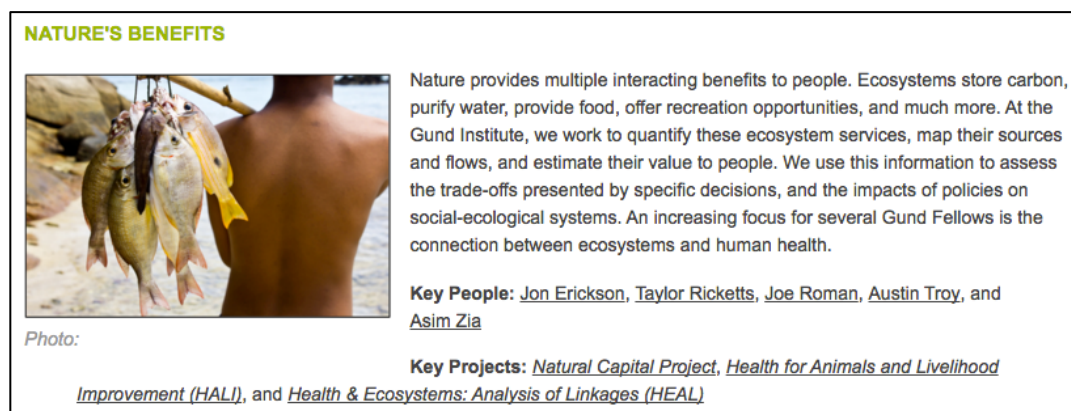 NATURE'S BENEFITS
Nature provides multiple interacting benefits to people. Ecosystems store carbon,
purify water, provide food, offer recreation opportunities, and much more. At the
Gund Institute, we work to quantify these ecosystem services, map their sources
and flows, and estimate their value to people. We use this information to assess
the trade-offs presented by specific decisions, and the impacts of policies on
social-ecological systems. An increasing focus for several Gund Fellows is the
connection between ecosystems and human health.
Key People: Jon Erickson, Taylor Ricketts, Joe Roman, Austin Troy, and
Asim Zia
Photo:
Key Projects: Natural Capital Project, Health for Animals and Livelihood
Improvement (HALI), and Health & Ecosystems: Analysis of Linkages (HEAL)